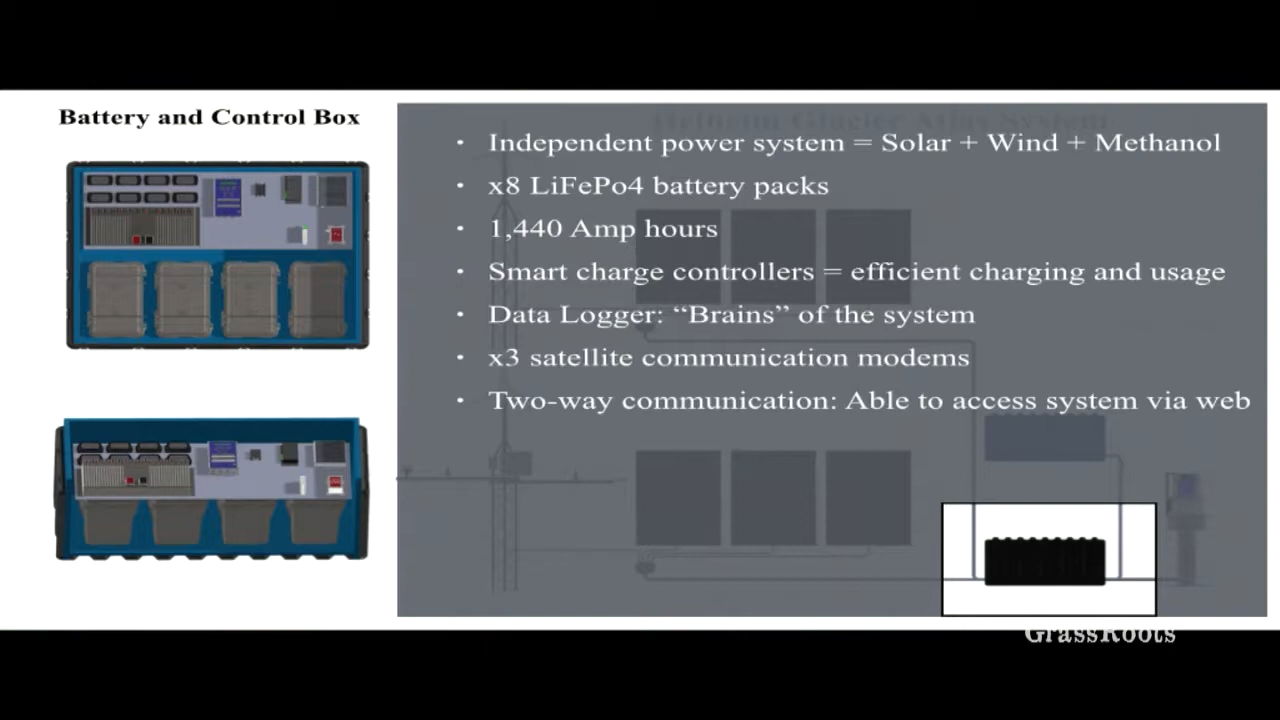 Battery and Control Box
Helheim Glacier Atlas System
• Independent power system = Solar + Wind + Methanol
• x8 LiFePo4 battery packs
• 1,440 Amp hours
• Smart charge controllers = efficient charging and usage
• Data Logger: “Brains” of the system
• x3 satellite communication modems
• Two-way communication: Able to access system via web
GrassRoots